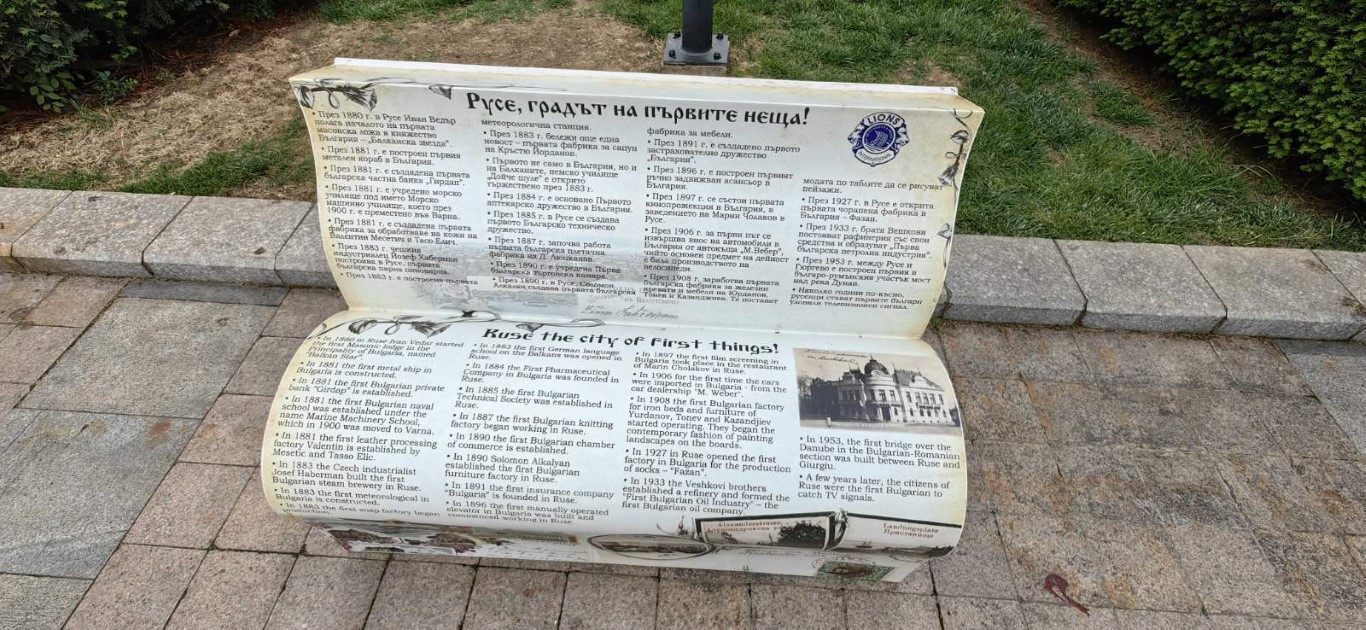 Русе, градът на първите неща!
• През 1880 г. в Русе Иван Ведър
полага началото на първата
масонска ложа в княжество
България – „Балканска звезда".
• През 1881 г. е построен първия
метален кораб в България.
• През 1881 г. е създадена първата
българска частна банка „Гирдап".
• През 1881 г. е учредено морско
училище под името Морско
машинно училище, което през
1900 г. е преместено във Варна.
• През 1881 г. е създадена първата
фабрика за обработване на кожи на
Валентин Месетич и Тасо Елич.
• През 1883 г. чешкия
индустриалец Йозеф Хаберман
построява в Русе, първата
българска парна пивоварна.
• През 1883 г. е построена първата
метеорологична станция.
• През 1883 г. бележи още една
новост – първата фабрика за сапун
на Кръстю Йорданов.
• Първото не само в България, но и
на Балканите, немско училище
"Дойче шуле" е открито
тържествено през 1883 г.
• През 1884 г. е основано Първото
аптекарско дружество в България.
• През 1885 г. в Русе се създава
първото Българско техническо
дружество.
• През 1887 г. започва работа
първата българска плетачна
фабрика на Д. Люцканов.
• През 1890 г. е учредена Първа
българска търговска камара.
• През 1890 г. в Русе, Соломон
Алкалай създава първата българска
фабрика за мебели.
• През 1891 г. е създадено първото
застрахователно дружество
„България".
• През 1896 г. е построен първият
ръчно задвижван асансьор в
България.
• През 1897 г. се състои първата
кинопрожекция в България, в
заведението на Марин Чолаков в
Русе.
• През 1906 г. за първи път се
извършва внос на автомобили в
България от автокъща „М.Вебер",
чийто основен предмет на дейност
е била производството на
велосипеди.
• През 1908 г. заработва първата
българска фабрика за железни
кревати и мебели на Юрданов,
Тонев и Казанджиев. Те поставят
модата по таблите да се рисуват
пейзажи.
• През 1927 г. в Русе е открита
първата чорапена фабрика в
България – Фазан.
• През 1933 г. братя Вешкови
поставят рафинерия със свои
средства и образуват „Първа
българска петролна индустрия".
• През 1953 г. между Русе и
Гюргево е построен първия в
българо-румънския участък мост
над река Дунав.
• Няколко години по-късно,
русенци стават първите българи
уловили телевизионен сигнал.
LIONS
INTERNATIONAL
Ruse the city of first things!
• In 1880 in Ruse Ivan Vedar started
the first Masonic lodge in the
Principality of Bulgaria, named
"Balkan Star".
• In 1881 the first metal ship in
Bulgaria is constructed.
• In 1881 the first Bulgarian private
bank "Girdap" is established.
• In 1881 the first Bulgarian naval
school was established under the
name Marine Machinery School,
which in 1900 was moved to Varna.
• In 1881 the first leather processing
factory Valentin is established by
Mesetic and Tasso Elic.
• In 1883 the Czech industrialist
Josef Haberman built the first
Bulgarian steam brewery in Ruse.
• In 1883 the first meteorological in
Bulgaria is constructed.
• In 1883 the first soap factory began
production.
• In 1883 the first German language
school on the Balkans was opened in
Ruse.
• In 1884 the First Pharmaceutical
Company in Bulgaria was founded in
Ruse.
• In 1885 the first Bulgarian
Technical Society was established in
Ruse.
• In 1887 the first Bulgarian knitting
factory began working in Ruse.
• In 1890 the first Bulgarian chamber
of commerce is established.
• In 1890 Solomon Alkalyan
established the first Bulgarian
furniture factory in Ruse.
• In 1891 the first insurance company
"Bulgaria" is founded in Ruse.
• In 1896 the first manually operated
elevator in Bulgaria was built and
commenced working in Ruse.
• In 1897 the first film screening in
Bulgaria took place in the restaurant
of Marin Cholakov in Ruse.
• In 1906 for the first time the cars
were imported in Bulgaria - from the
car dealership "M. Weber".
• In 1908 the first Bulgarian factory
for iron beds and furniture of
Yurdanov, Tonev and Kazandjiev
started operating. They began the
contemporary fashion of painting
landscapes on the boards.
• In 1927 in Ruse opened the first
factory in Bulgaria for the production
of socks – "Fazan".
• In 1933 the Veshkovi brothers
established a refinery and formed the
"First Bulgarian Oil Industry" – the
first Bulgarian oil company.
• In 1953, the first bridge over the
Danube in the Bulgarian-Romanian
section was built between Ruse and
Giurgiu.
• A few years later, the citizens of
Ruse were the first Bulgarian to
catch TV signals.
Alexanderstrasse,
Landungsplatz
Пристанище